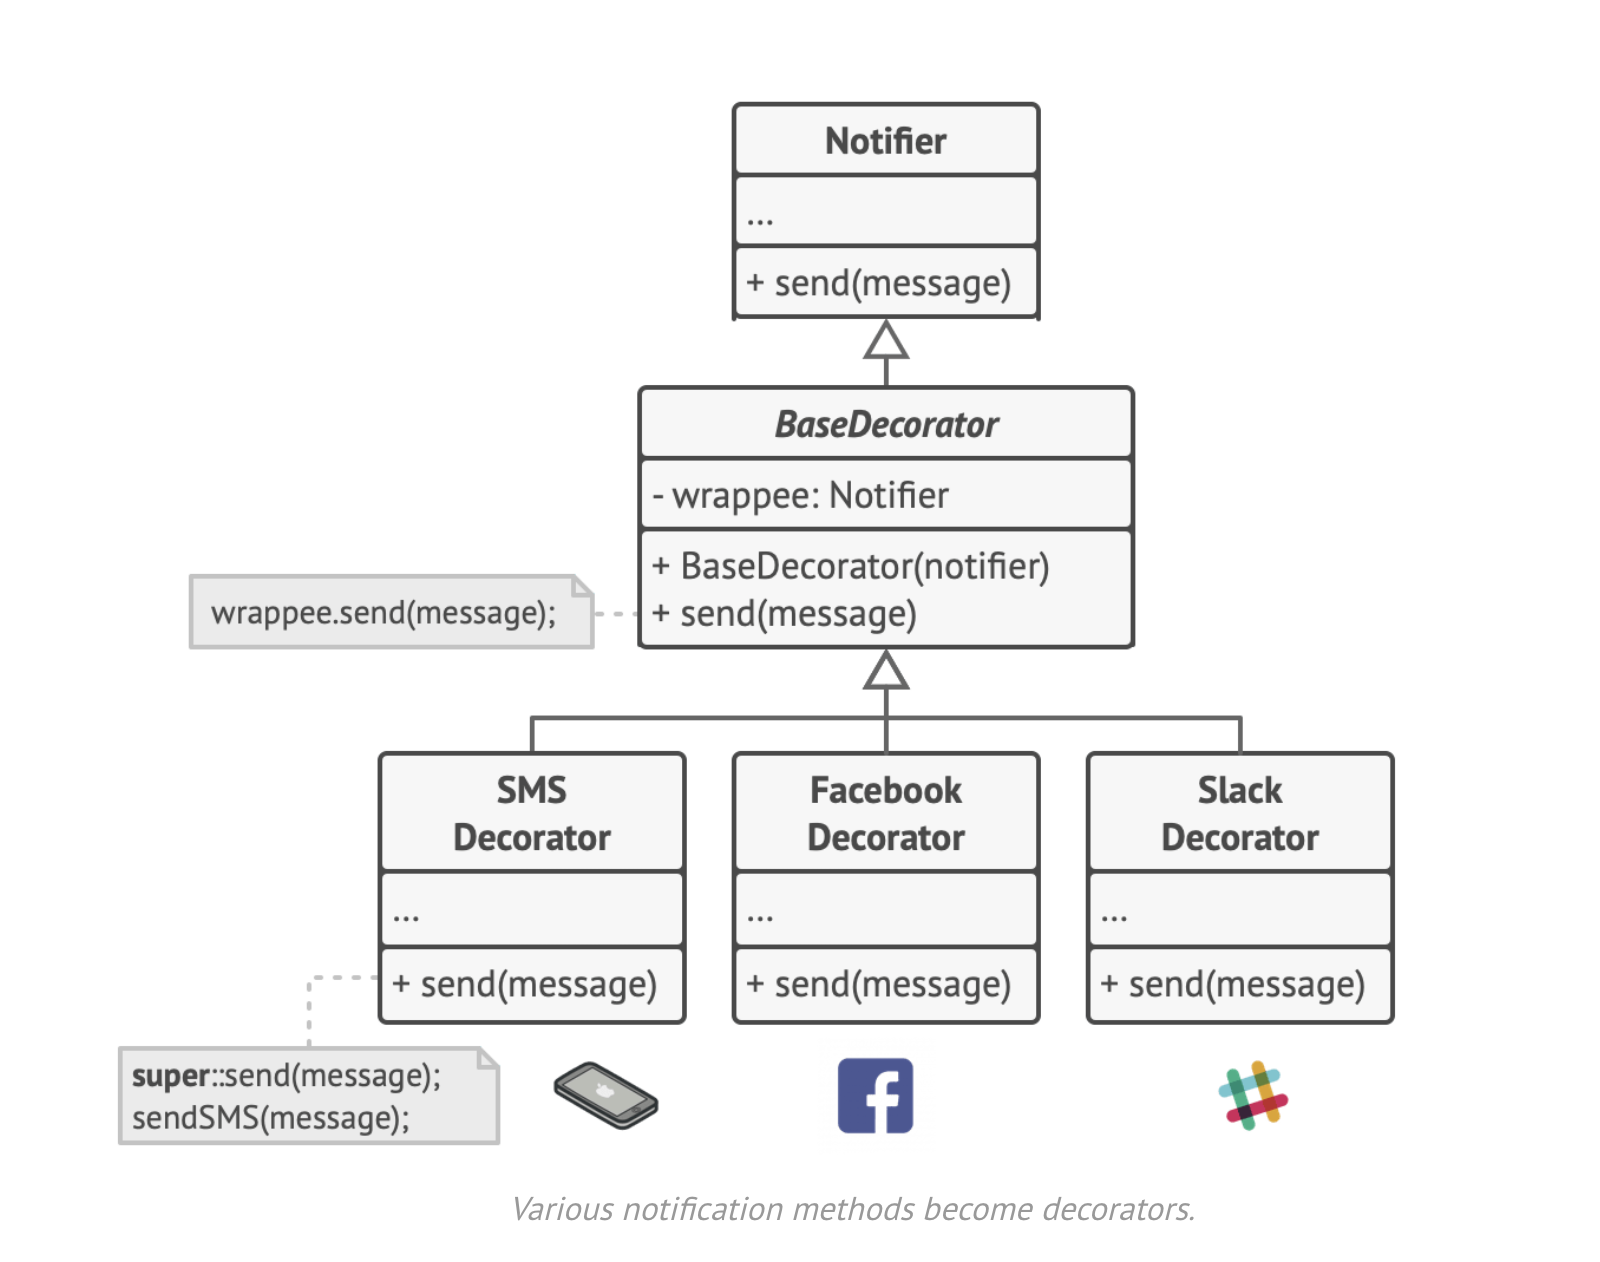 Notifier
...
+ send(message)
BaseDecorator
- wrappee: Notifier
+ BaseDecorator(notifier)
+ send(message)
wrappee.send(message);
SMS
Decorator
...
+ send(message)
Facebook
Decorator
...
+ send(message)
Slack
Decorator
...
+ send(message)
super::send(message);
sendSMS(message);
Various notification methods become decorators.